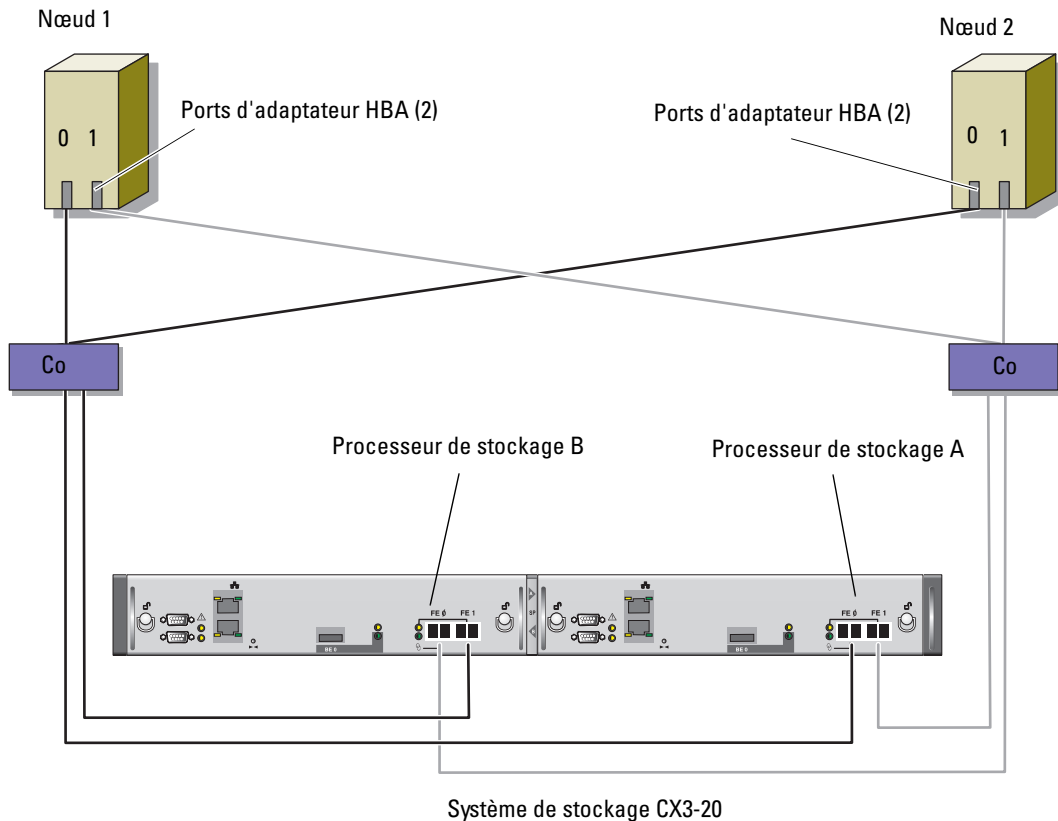 Nœud 1
Nœud 2
Ports d'adaptateur HBA (2)
Ports d'adaptateur HBA (2)
0 1
0 1
Co
Co
Processeur de stockage B
Processeur de stockage A
FE 0 FE 1
SP
FE 0 FE 1
BE 0
BE 0
Système de stockage CX3-20